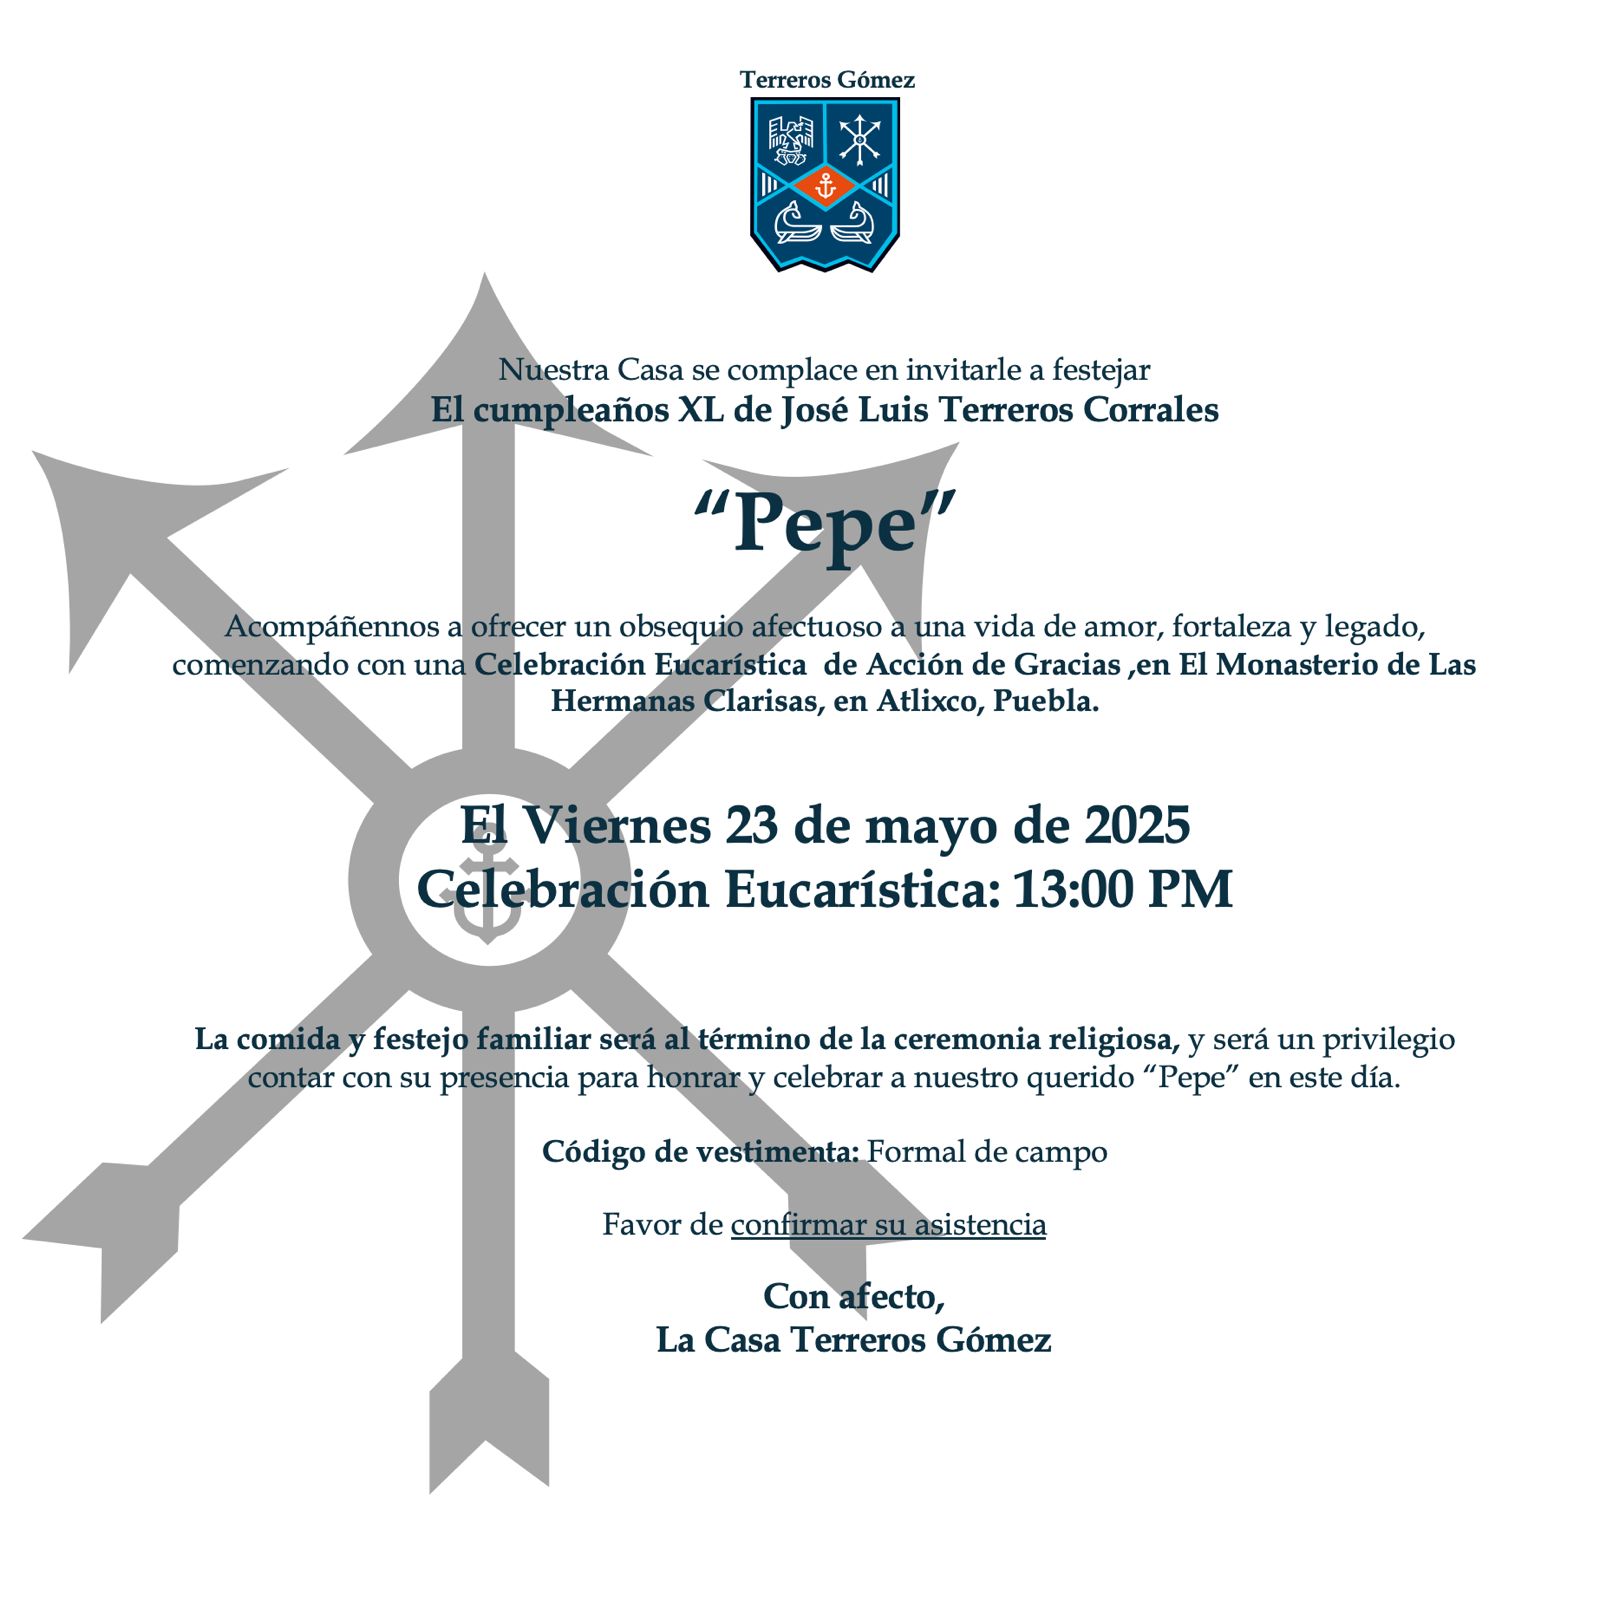 Terreros Gómez
Nuestra Casa se complace en invitarle a festejar
El cumpleaños XL de José Luis Terreros Corrales
“Pepe”
Acompáñennos a ofrecer un obsequio afectuoso a una vida de amor, fortaleza y legado,
comenzando con una Celebración Eucarística  de Acción de Gracias ,en El Monasterio de Las
Hermanas Clarisas, en Atlixco, Puebla.
El Viernes 23 de mayo de 2025
Celebración Eucarística: 13:00 PM
La comida y festejo familiar será al término de la ceremonia religiosa, y será un privilegio
contar con su presencia para honrar y celebrar a nuestro querido “Pepe” en este día.
Código de vestimenta: Formal de campo
Favor de confirmar su asistencia
Con afecto,
La Casa Terreros Gómez